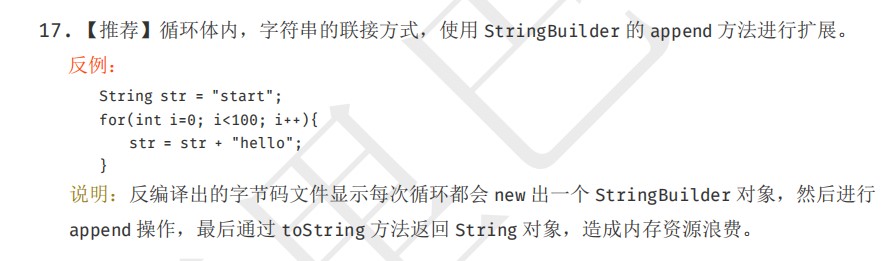 17.【推荐】循环体内，字符串的联接方式，使用 StringBuilder 的 append 方法进行扩展。
反例：
String str = "start";
for(int i=0; i<100; i++){
str = str + "hello";
}
说明：反编译出的字节码文件显示每次循环都会 new 出一个 StringBuilder 对象，然后进行
append 操作，最后通过 toString 方法返回 String 对象，造成内存资源浪费。